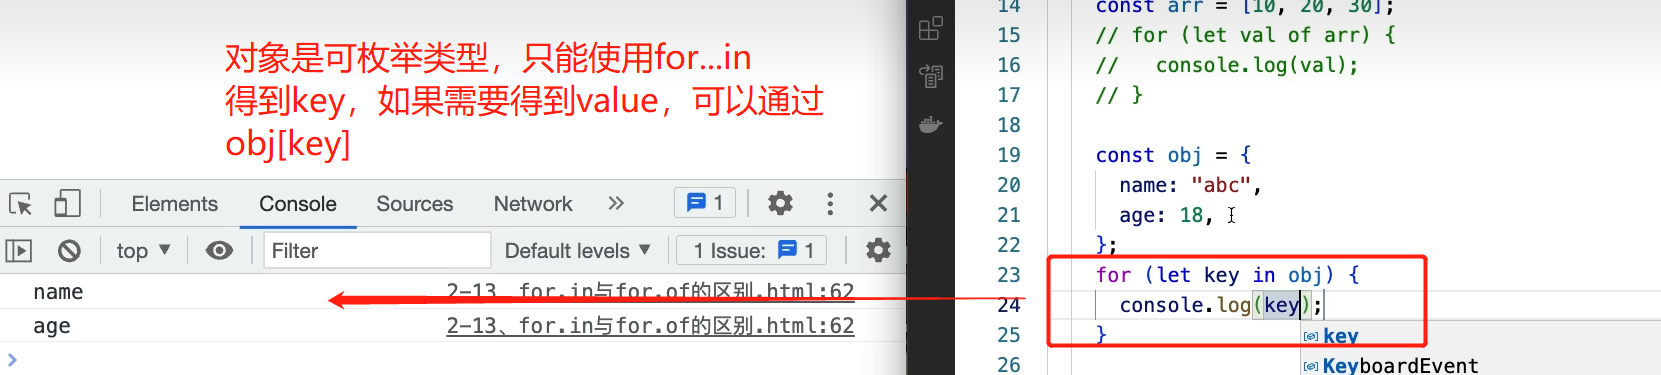 对象是可枚举类型，只能使用for...in
得到key，如果需要得到value，可以通过
obj[key]
Elements Console Sources Network » 1
top ▼ Filter Default levels ▼ 1 Issue: 1
name 2-13、for.in与for.of的区别.html:62
age 2-13、for.in与for.of的区别.html:62
>
14 const arr = [10, 20, 30];
15 // for (let val of arr) {
16 //   console.log(val);
17 // }
18
19 const obj = {
20   name: "abc",
21   age: 18,
22 };
23 for (let key in obj) {
24   console.log(key);
25 }
key
26
KeyboardEvent